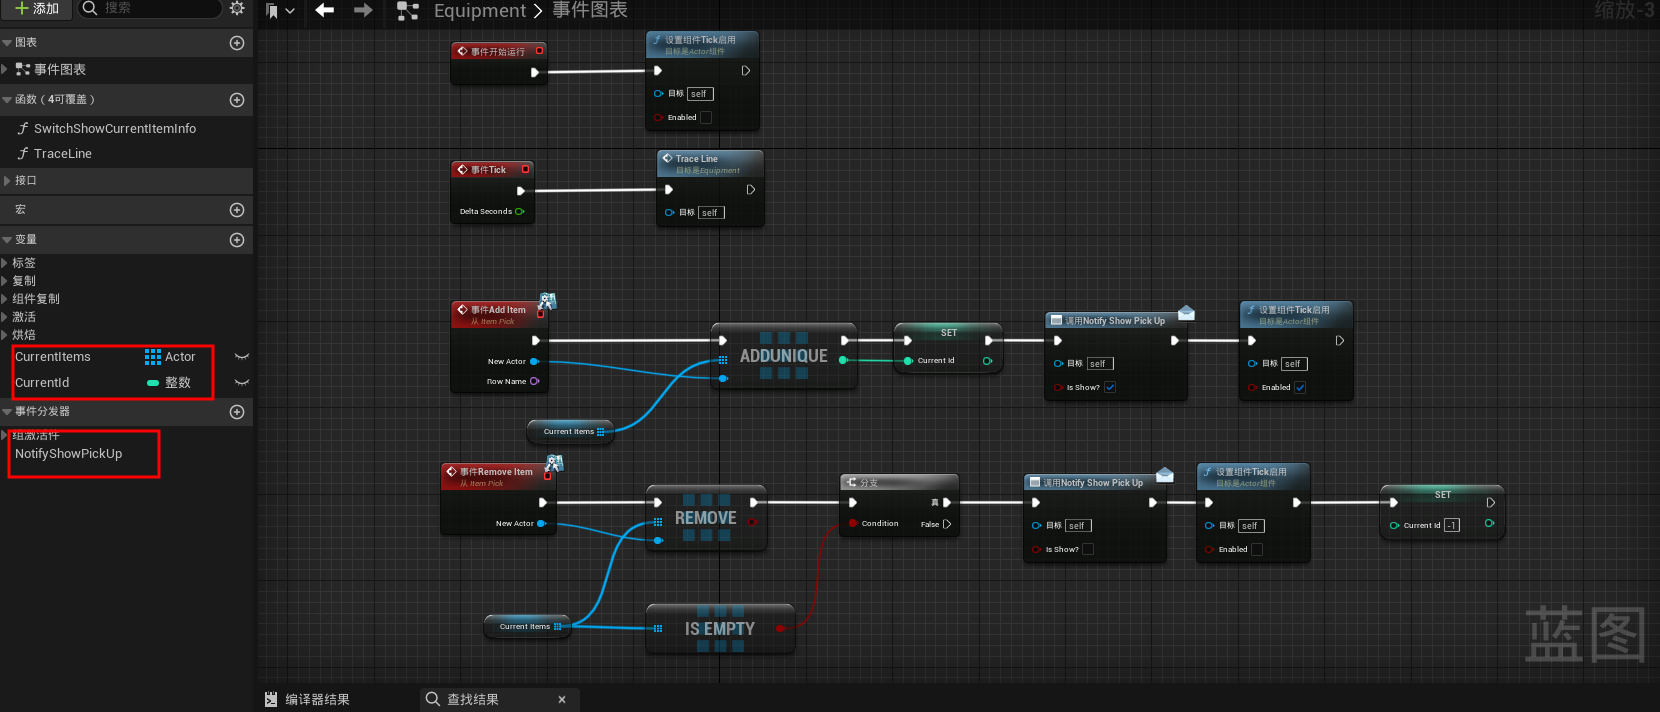 添加
搜索
Equipment > 事件图表
缩放-3
图表
事件图表
函数（4可覆盖）
SwitchShowCurrentItemInfo
TraceLine
接口
宏
变量
标签
复制
组件复制
激活
烘焙
CurrentItems
Actor
CurrentId
整数
事件分发器
组激活件
NotifyShowPickUp
事件开始运行
设置组件Tick启用
目标是Actor组件
目标 self
Enabled
事件Tick
Delta Seconds
Trace Line
目标是Equipment
目标 self
事件Add Item
从 Item Pick
New Actor
Row Name
Current Items
ADDUNIQUE
SET
Current Id
调用Notify Show Pick Up
目标 self
Is Show?
设置组件Tick启用
目标是Actor组件
目标 self
Enabled
事件Remove Item
从 Item Pick
New Actor
REMOVE
分支
真
Condition
False
调用Notify Show Pick Up
目标 self
Is Show?
设置组件Tick启用
目标是Actor组件
目标 self
Enabled
SET
Current Id -1
Current Items
IS EMPTY
蓝图
编译器结果
查找结果